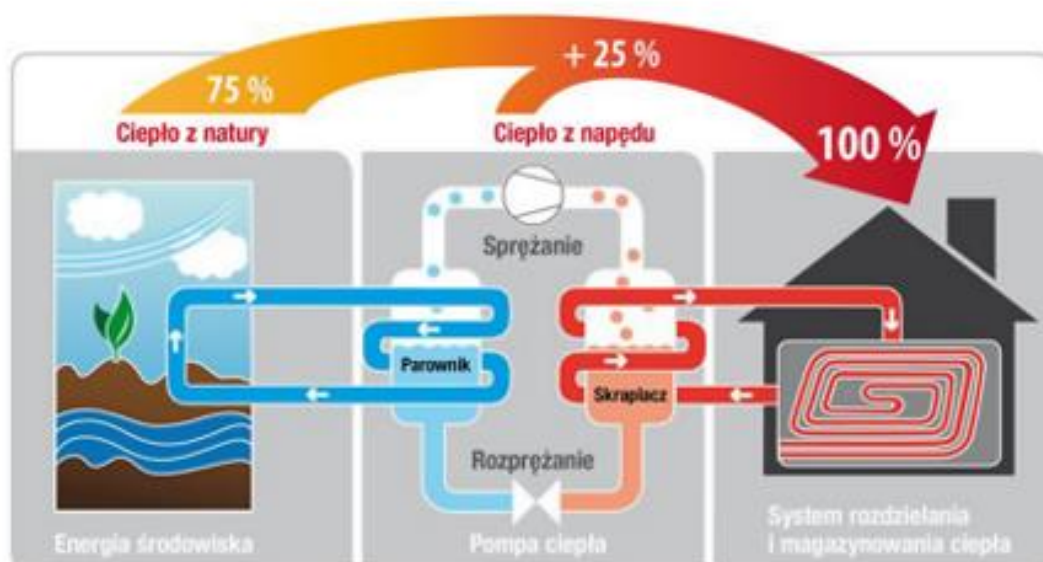 75 %
+ 25 %
100 %
Ciepło z natury
Ciepło z napędu
Sprężanie
Parownik
Skraplacz
Rozprężanie
Energia środowiska
Pompa ciepła
System rozdzielania
i magazynowania ciepła